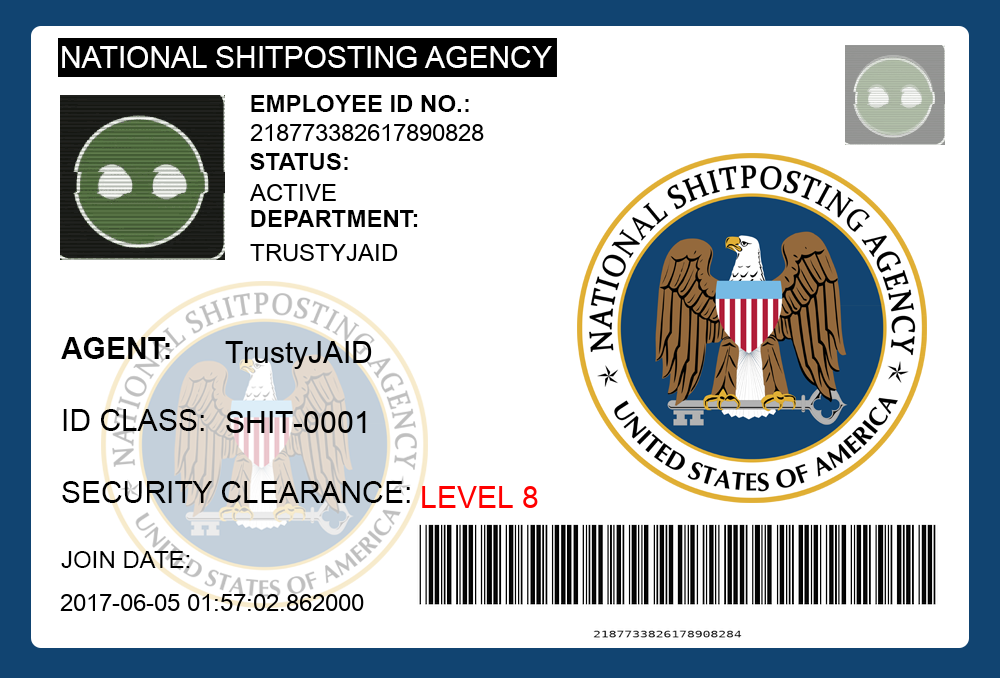 NATIONAL SHITPOSTING AGENCY
EMPLOYEE ID NO.:
218773382617890828
STATUS:
ACTIVE
DEPARTMENT:
TRUSTYJAID
NATIONAL SHITPOSTING AGENCY
UNITED STATES OF AMERICA
NATIONAL SHITPOSTING AGENCY
UNITED STATES OF AMERICA
AGENT: TrustyJAID
ID CLASS: SHIT-0001
SECURITY CLEARANCE: LEVEL 8
JOIN DATE:
2017-06-05 01:57:02.862000
2187733826178908284